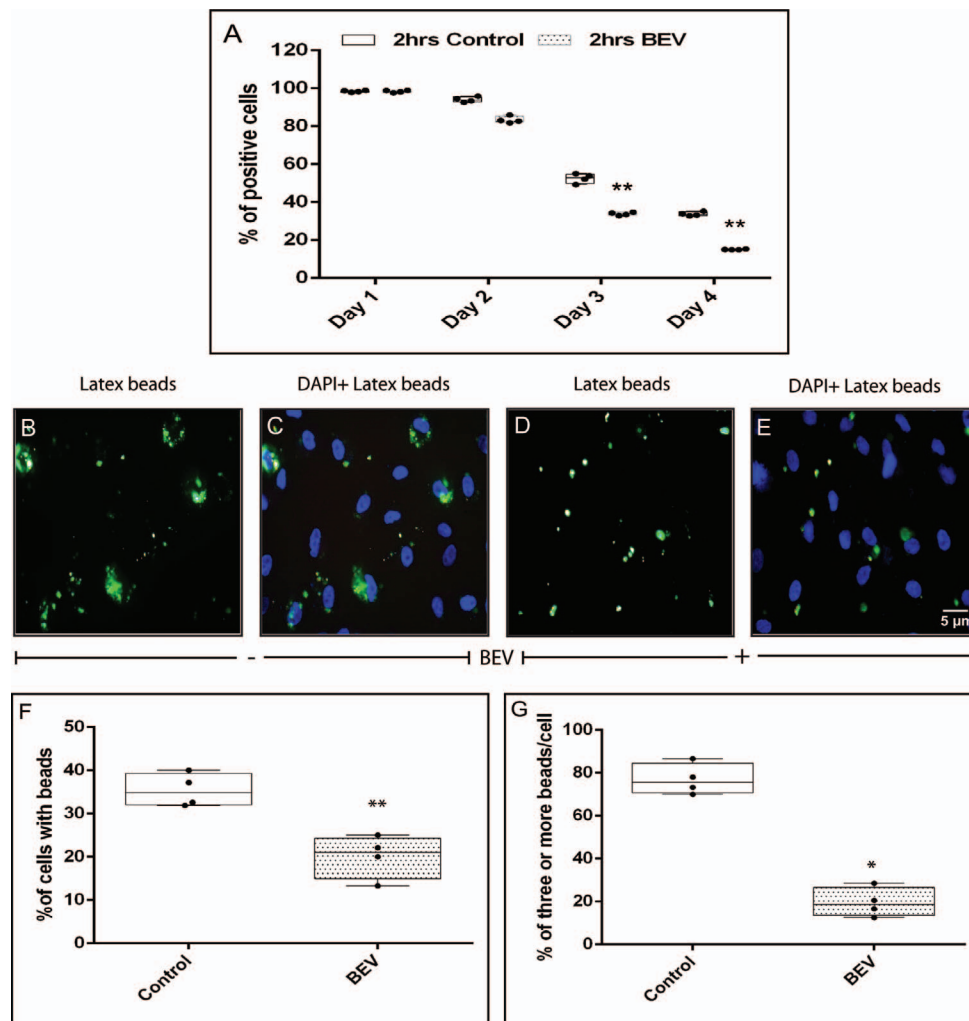 A
2hrs Control 2hrs BEV
120
100
80
60
40
20
0
% of positive cells
**
**
Day 1 Day 2 Day 3 Day 4
Latex beads DAPI+ Latex beads Latex beads DAPI+ Latex beads
B C D E
5 µm
- BEV +
F
50
40
30
20
10
0
%of cells with beads
**
Control BEV
G
100
80
60
40
20
0
% of three or more beads/cell
*
Control BEV